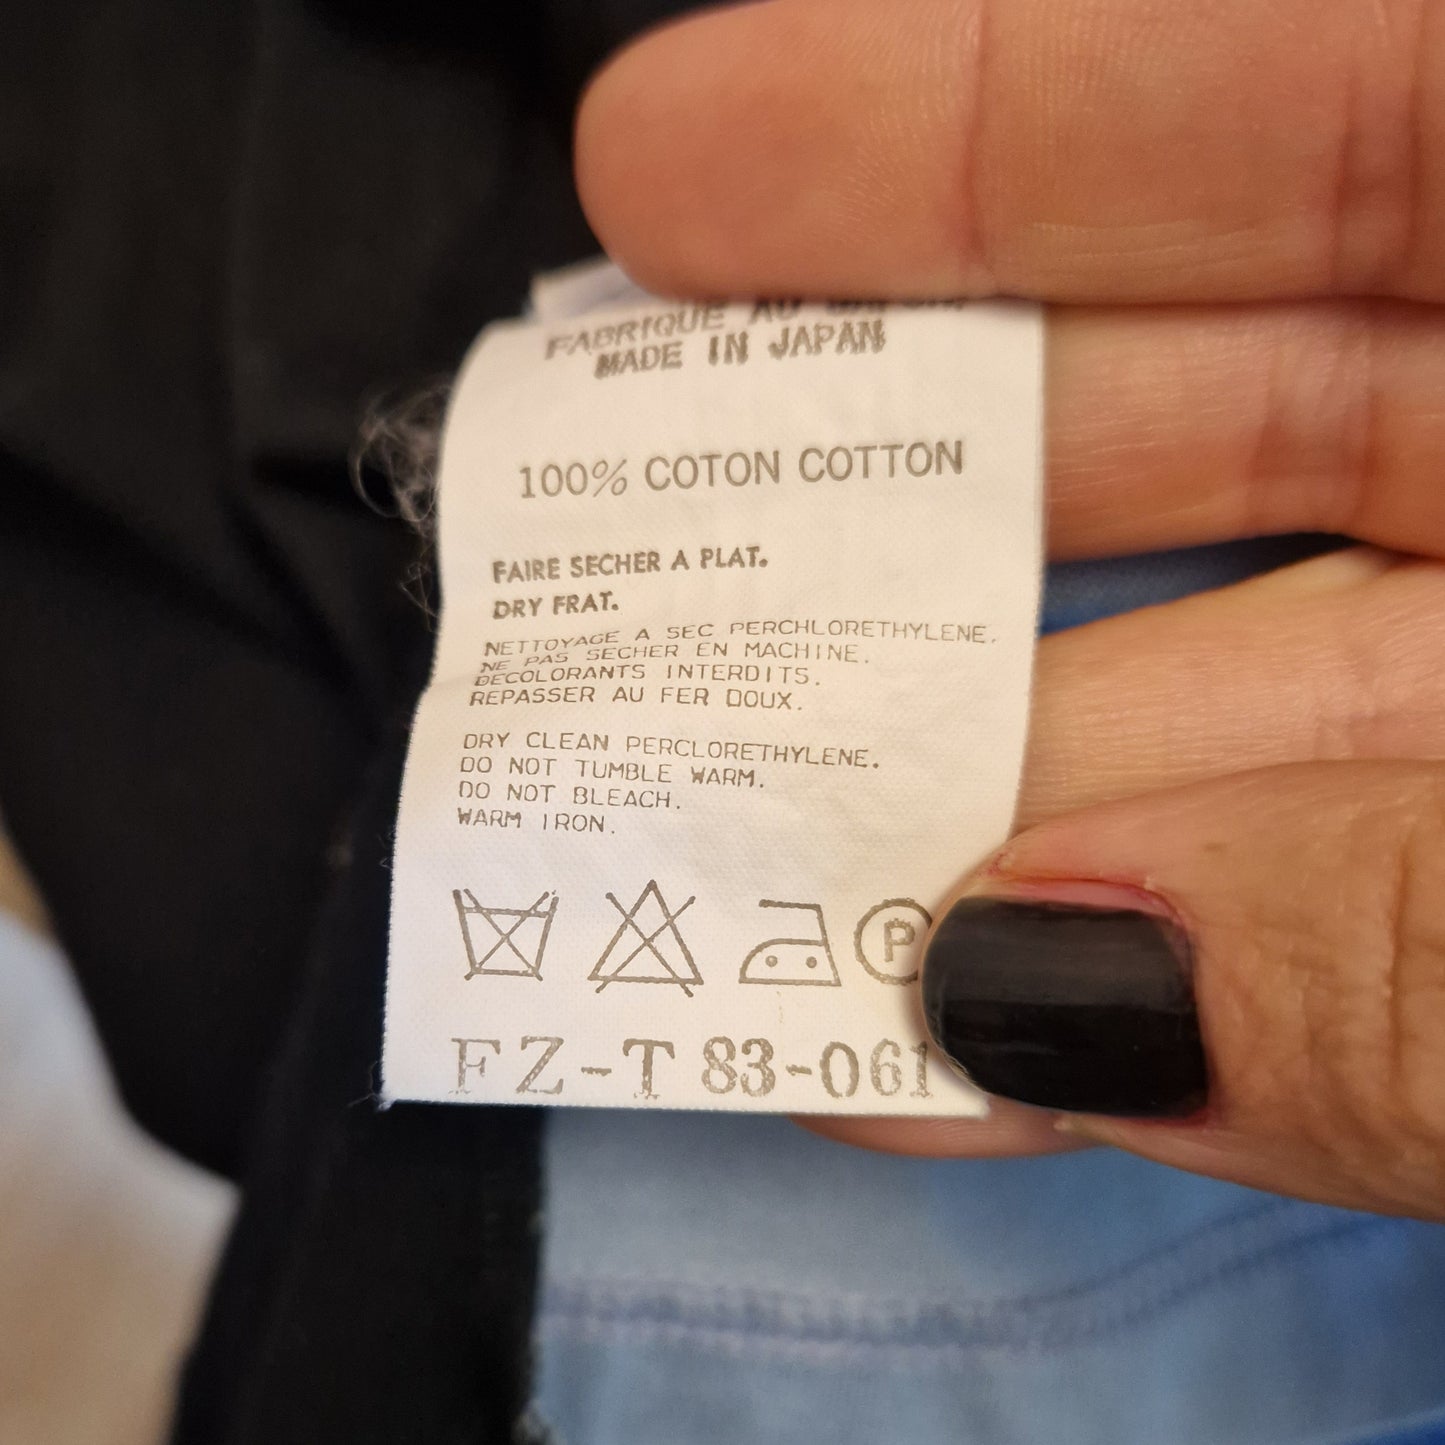 FABRIQUE AU JAPON.
MADE IN JAPAN
100% COTON COTTON
FAIRE SECHER A PLAT.
DRY FRAT.
NETTOYAGE A SEC PERCHLORETHYLENE.
NE PAS SECHER EN MACHINE.
DECOLORANTS INTERDITS.
REPASSER AU FER DOUX.
DRY CLEAN PERCLORETHYLENE.
DO NOT TUMBLE WARM.
DO NOT BLEACH.
WARM IRON.
P
FZ-T 83-061